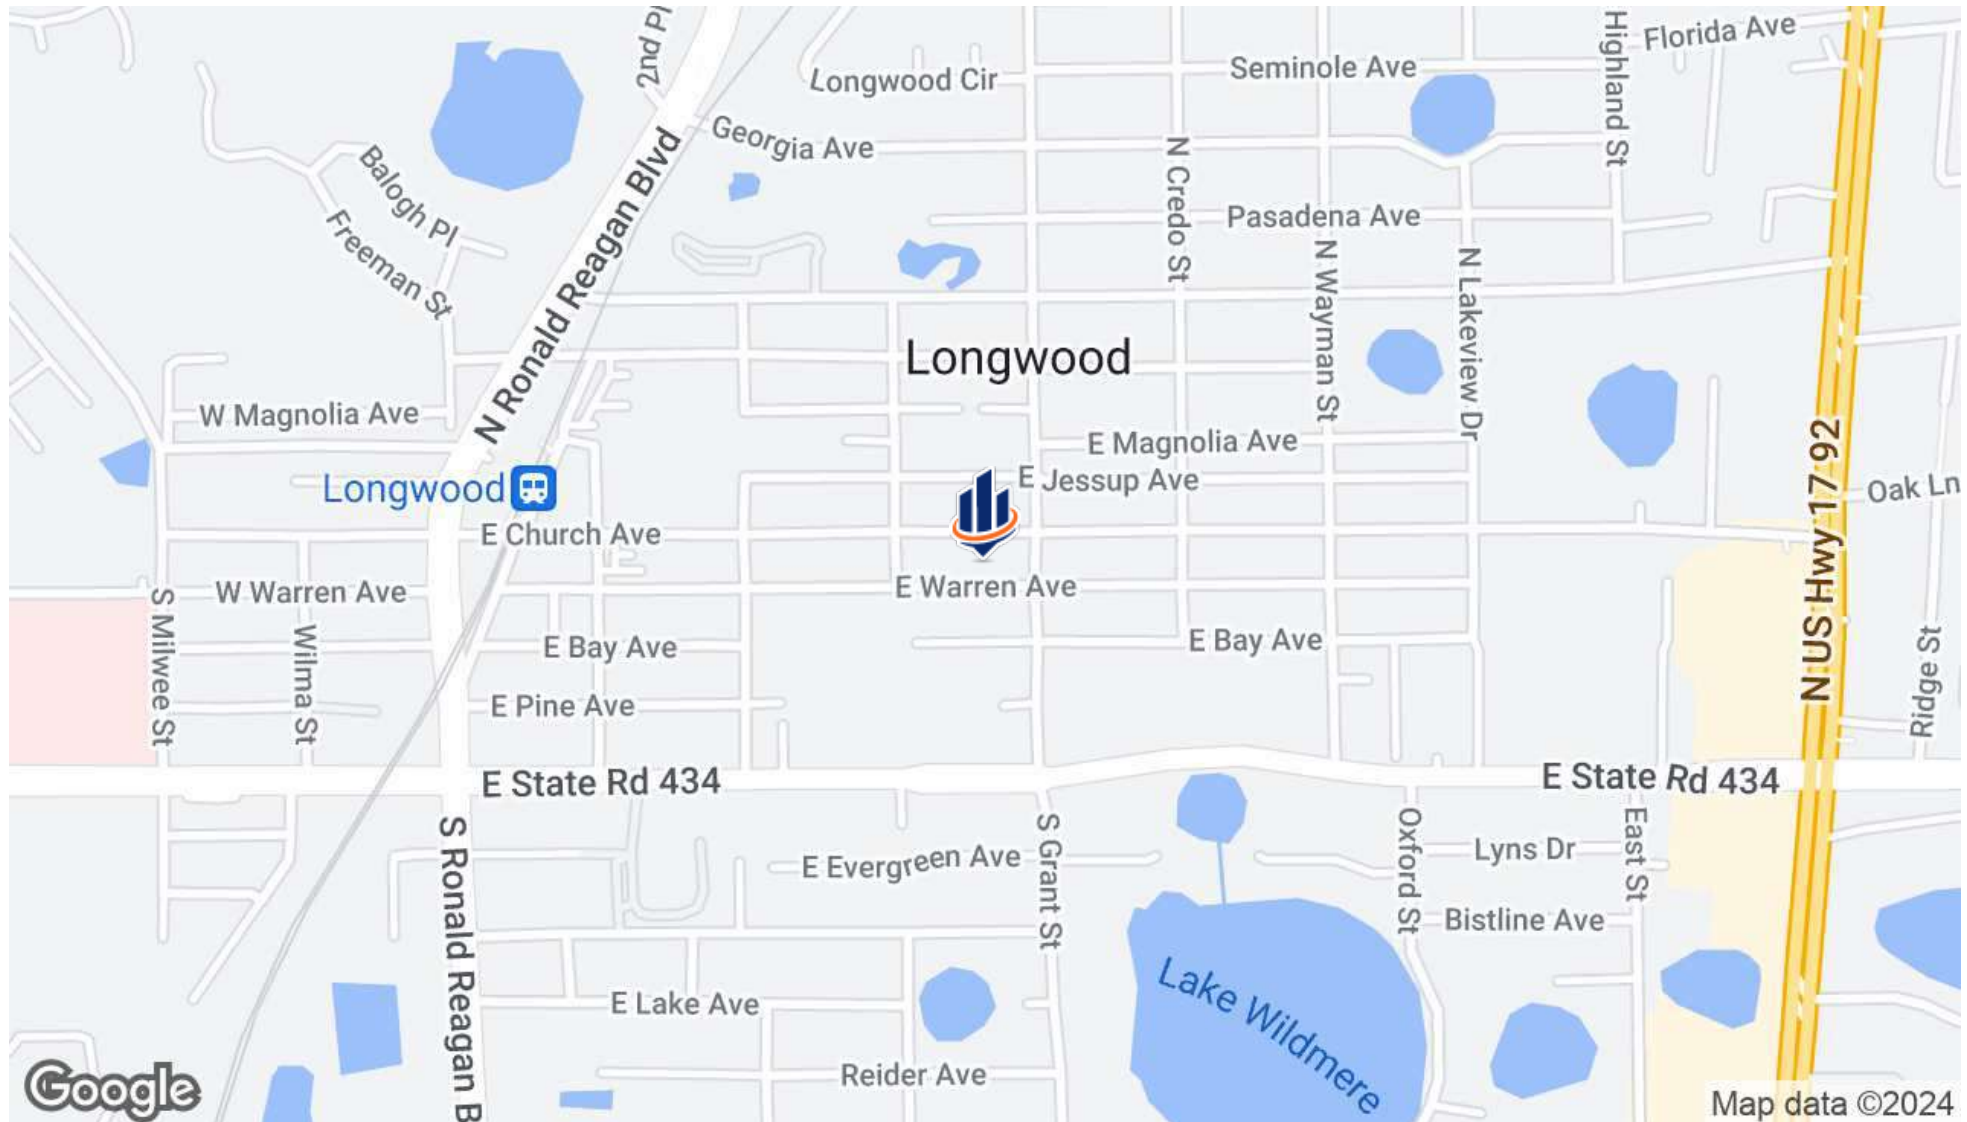 2nd Pl
Longwood Cir
Seminole Ave
Highland St
Florida Ave
Georgia Ave
N Ronald Reagan Blvd
Balogh Pl
Freeman St
N Credo St
Pasadena Ave
N Wayman St
N Lakeview Dr
Longwood
W Magnolia Ave
E Magnolia Ave
E Jessup Ave
Longwood
N US Hwy 17 92
Oak Ln
E Church Ave
W Warren Ave
E Warren Ave
S Milwee St
Wilma St
E Bay Ave
E Bay Ave
Ridge St
E Pine Ave
E State Rd 434
E State Rd 434
S Ronald Reagan B
S Grant St
Oxford St
East St
Lyns Dr
E Evergreen Ave
Bistline Ave
E Lake Ave
Lake Wildmere
Reider Ave
Google
Map data ©2024